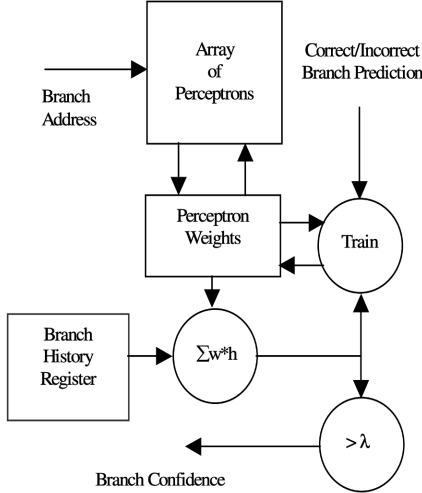 Array
of
Perceptrons
Correct/Incorrect
Branch Prediction
Branch
Address
Perceptron
Weights
Train
Branch
History
Register
∑w*h
> λ
Branch Confidence